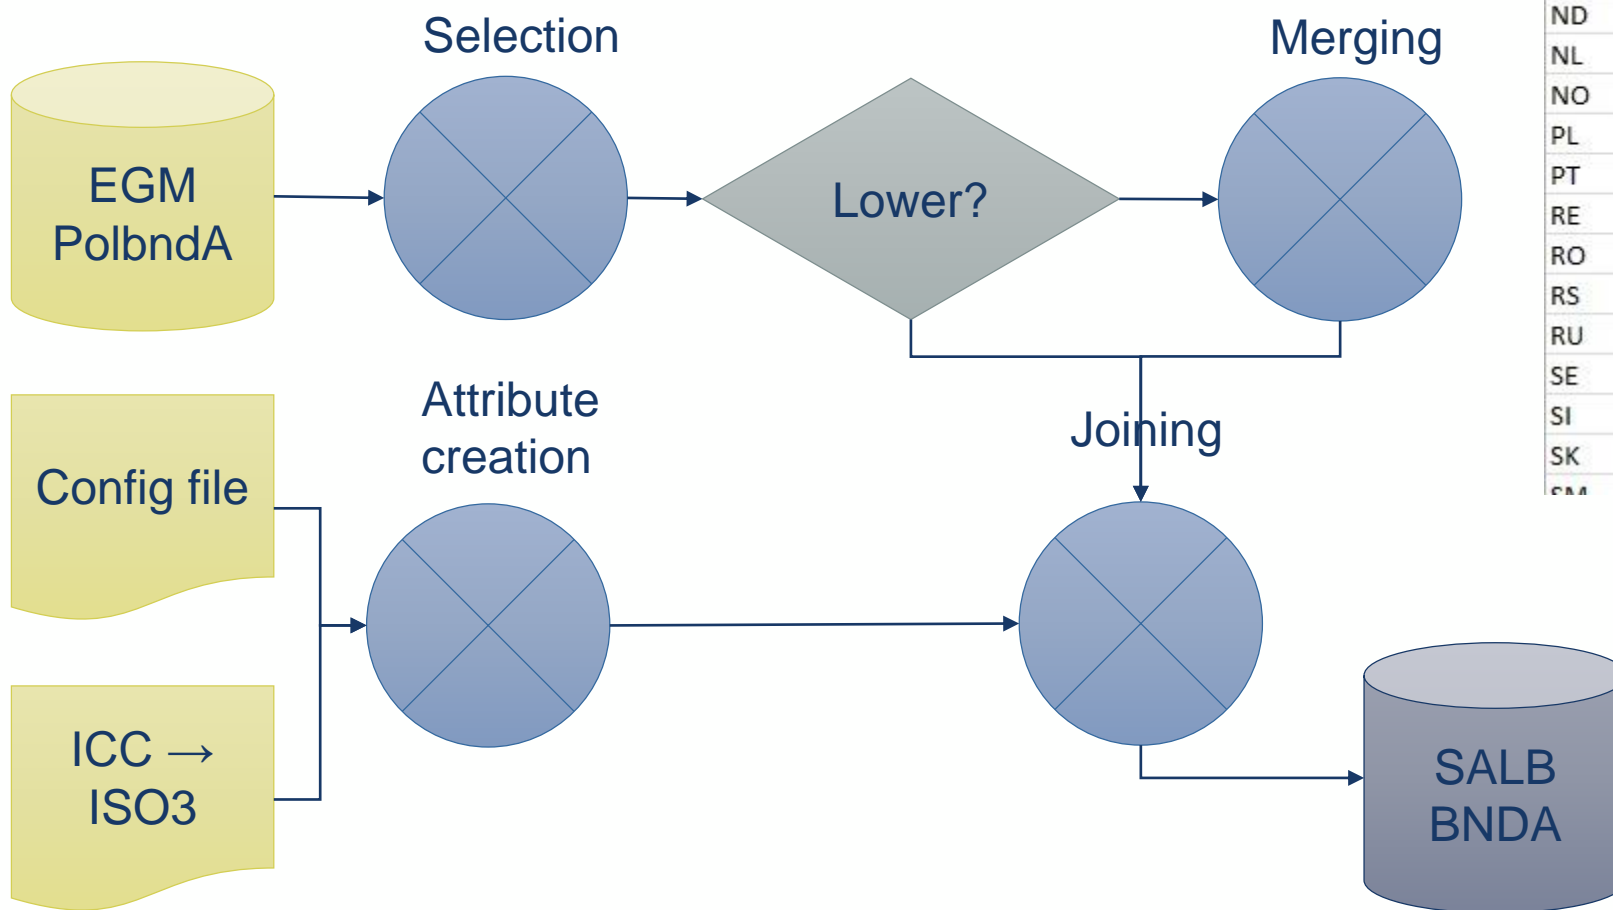 Selection
Merging
EGM
PolbndA
Lower?
Attribute
creation
Joining
Config file
ICC →
ISO3
SALB
BNDA
ND
NL
NO
PL
PT
RE
RO
RS
RU
SE
SI
SK
SM